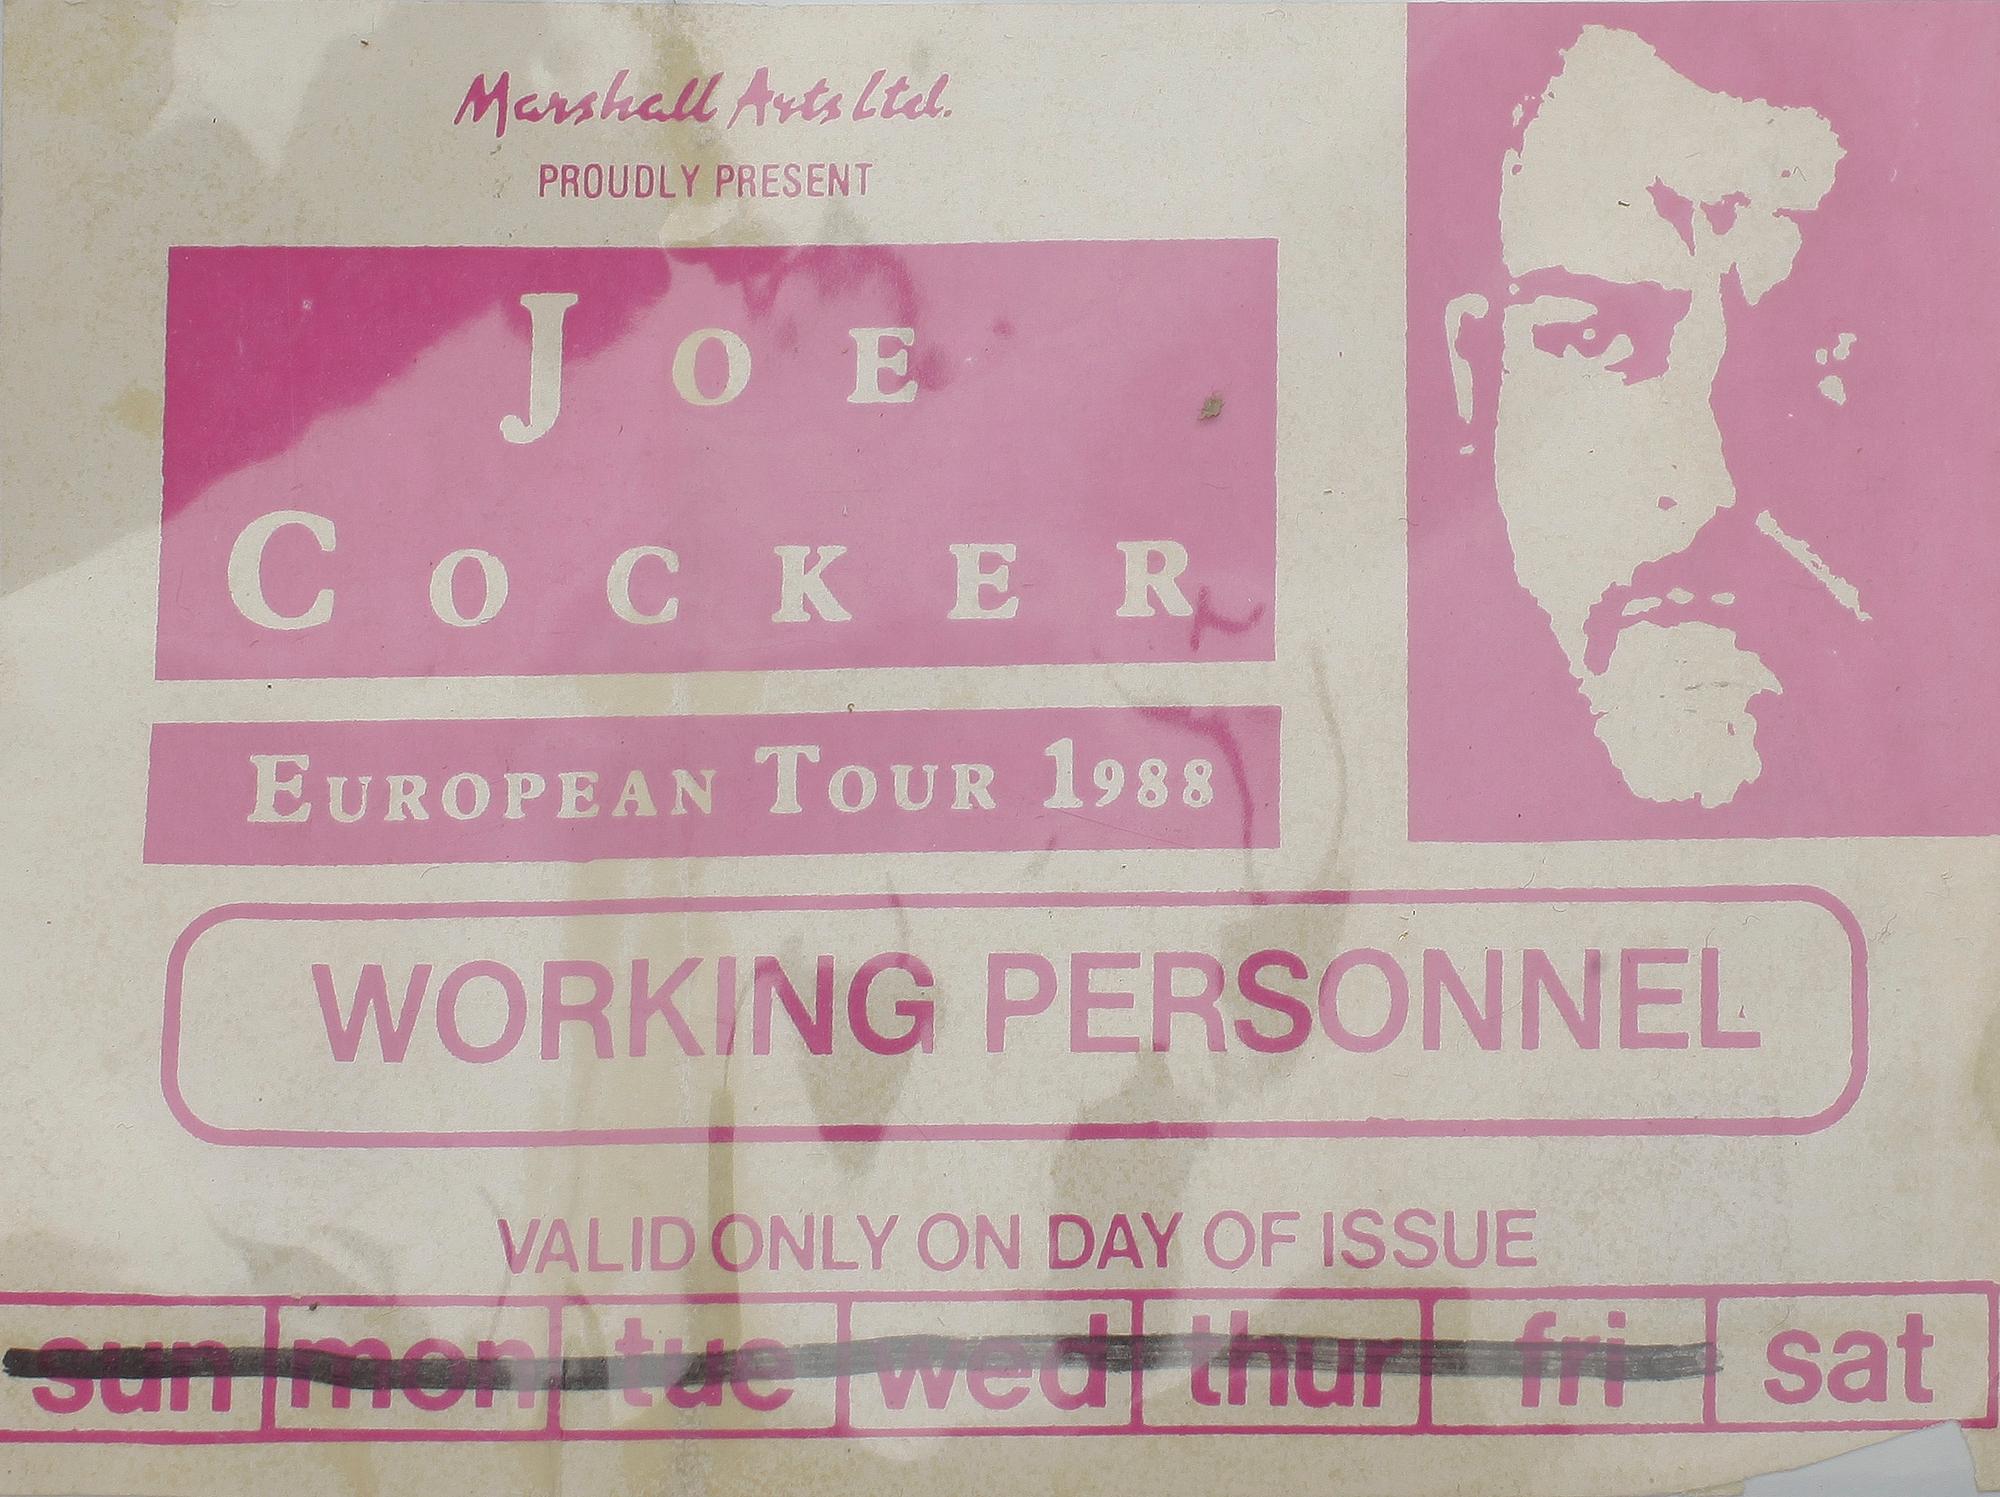 Marshall Arts Ltd.
PROUDLY PRESENT
JOE
COCKER
EUROPEAN TOUR 1988
WORKING PERSONNEL
VALID ONLY ON DAY OF ISSUE
sun mon tue wed thur fri sat